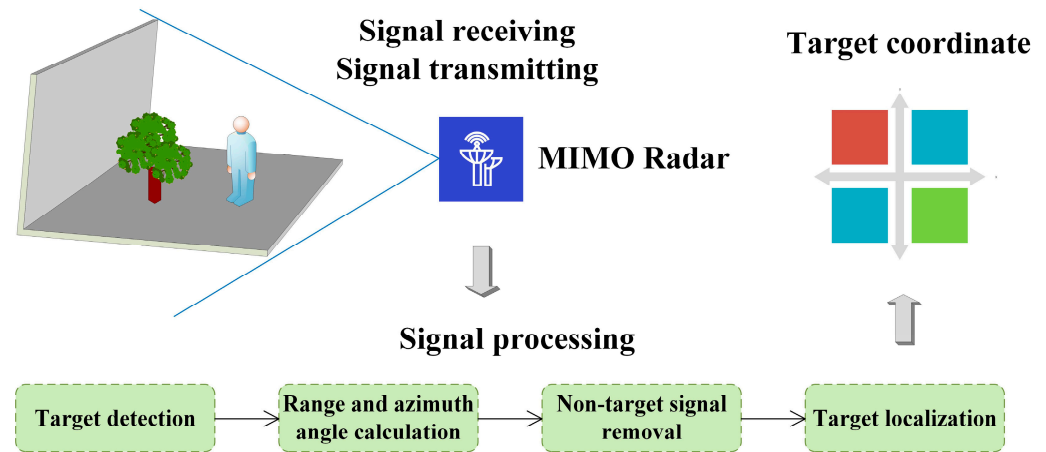 Signal receiving
Signal transmitting
Target coordinate
MIMO Radar
Signal processing
Target detection
Range and azimuth
angle calculation
Non-target signal
removal
Target localization